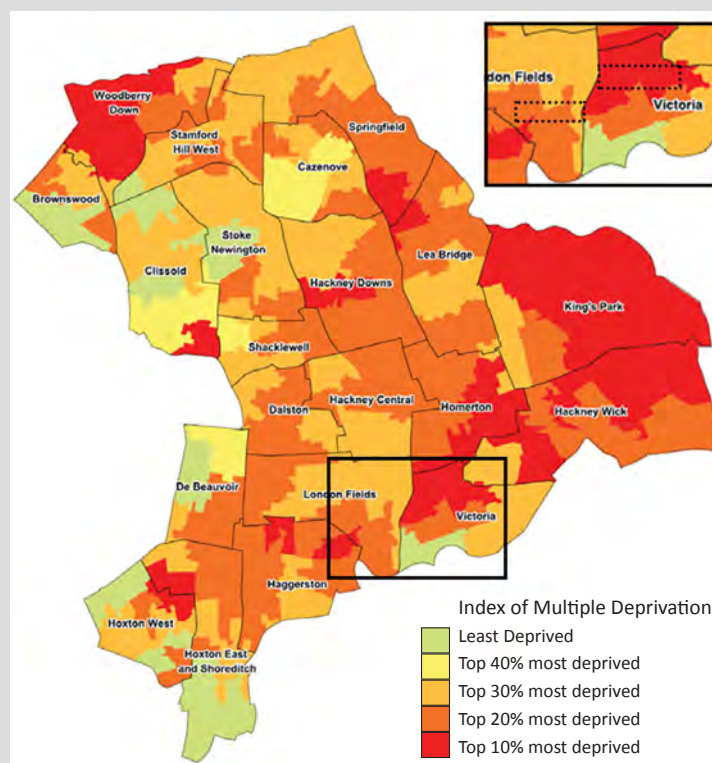 don Fields
Victoria
Woodberry
Down
Stamford
Hill West
Springfield
Cazenove
Brownswood
Stoke
Newington
Clissold
Lea Bridge
Hackney Downs
King's Park
Shacklewell
Hackney Central
Dalston
Homerton
Hackney Wick
De Beauvoir
London Fields
Victoria
Haggerston
Hoxton West
Hoxton East
and Shoreditch
Index of Multiple Deprivation
Least Deprived
Top 40% most deprived
Top 30% most deprived
Top 20% most deprived
Top 10% most deprived